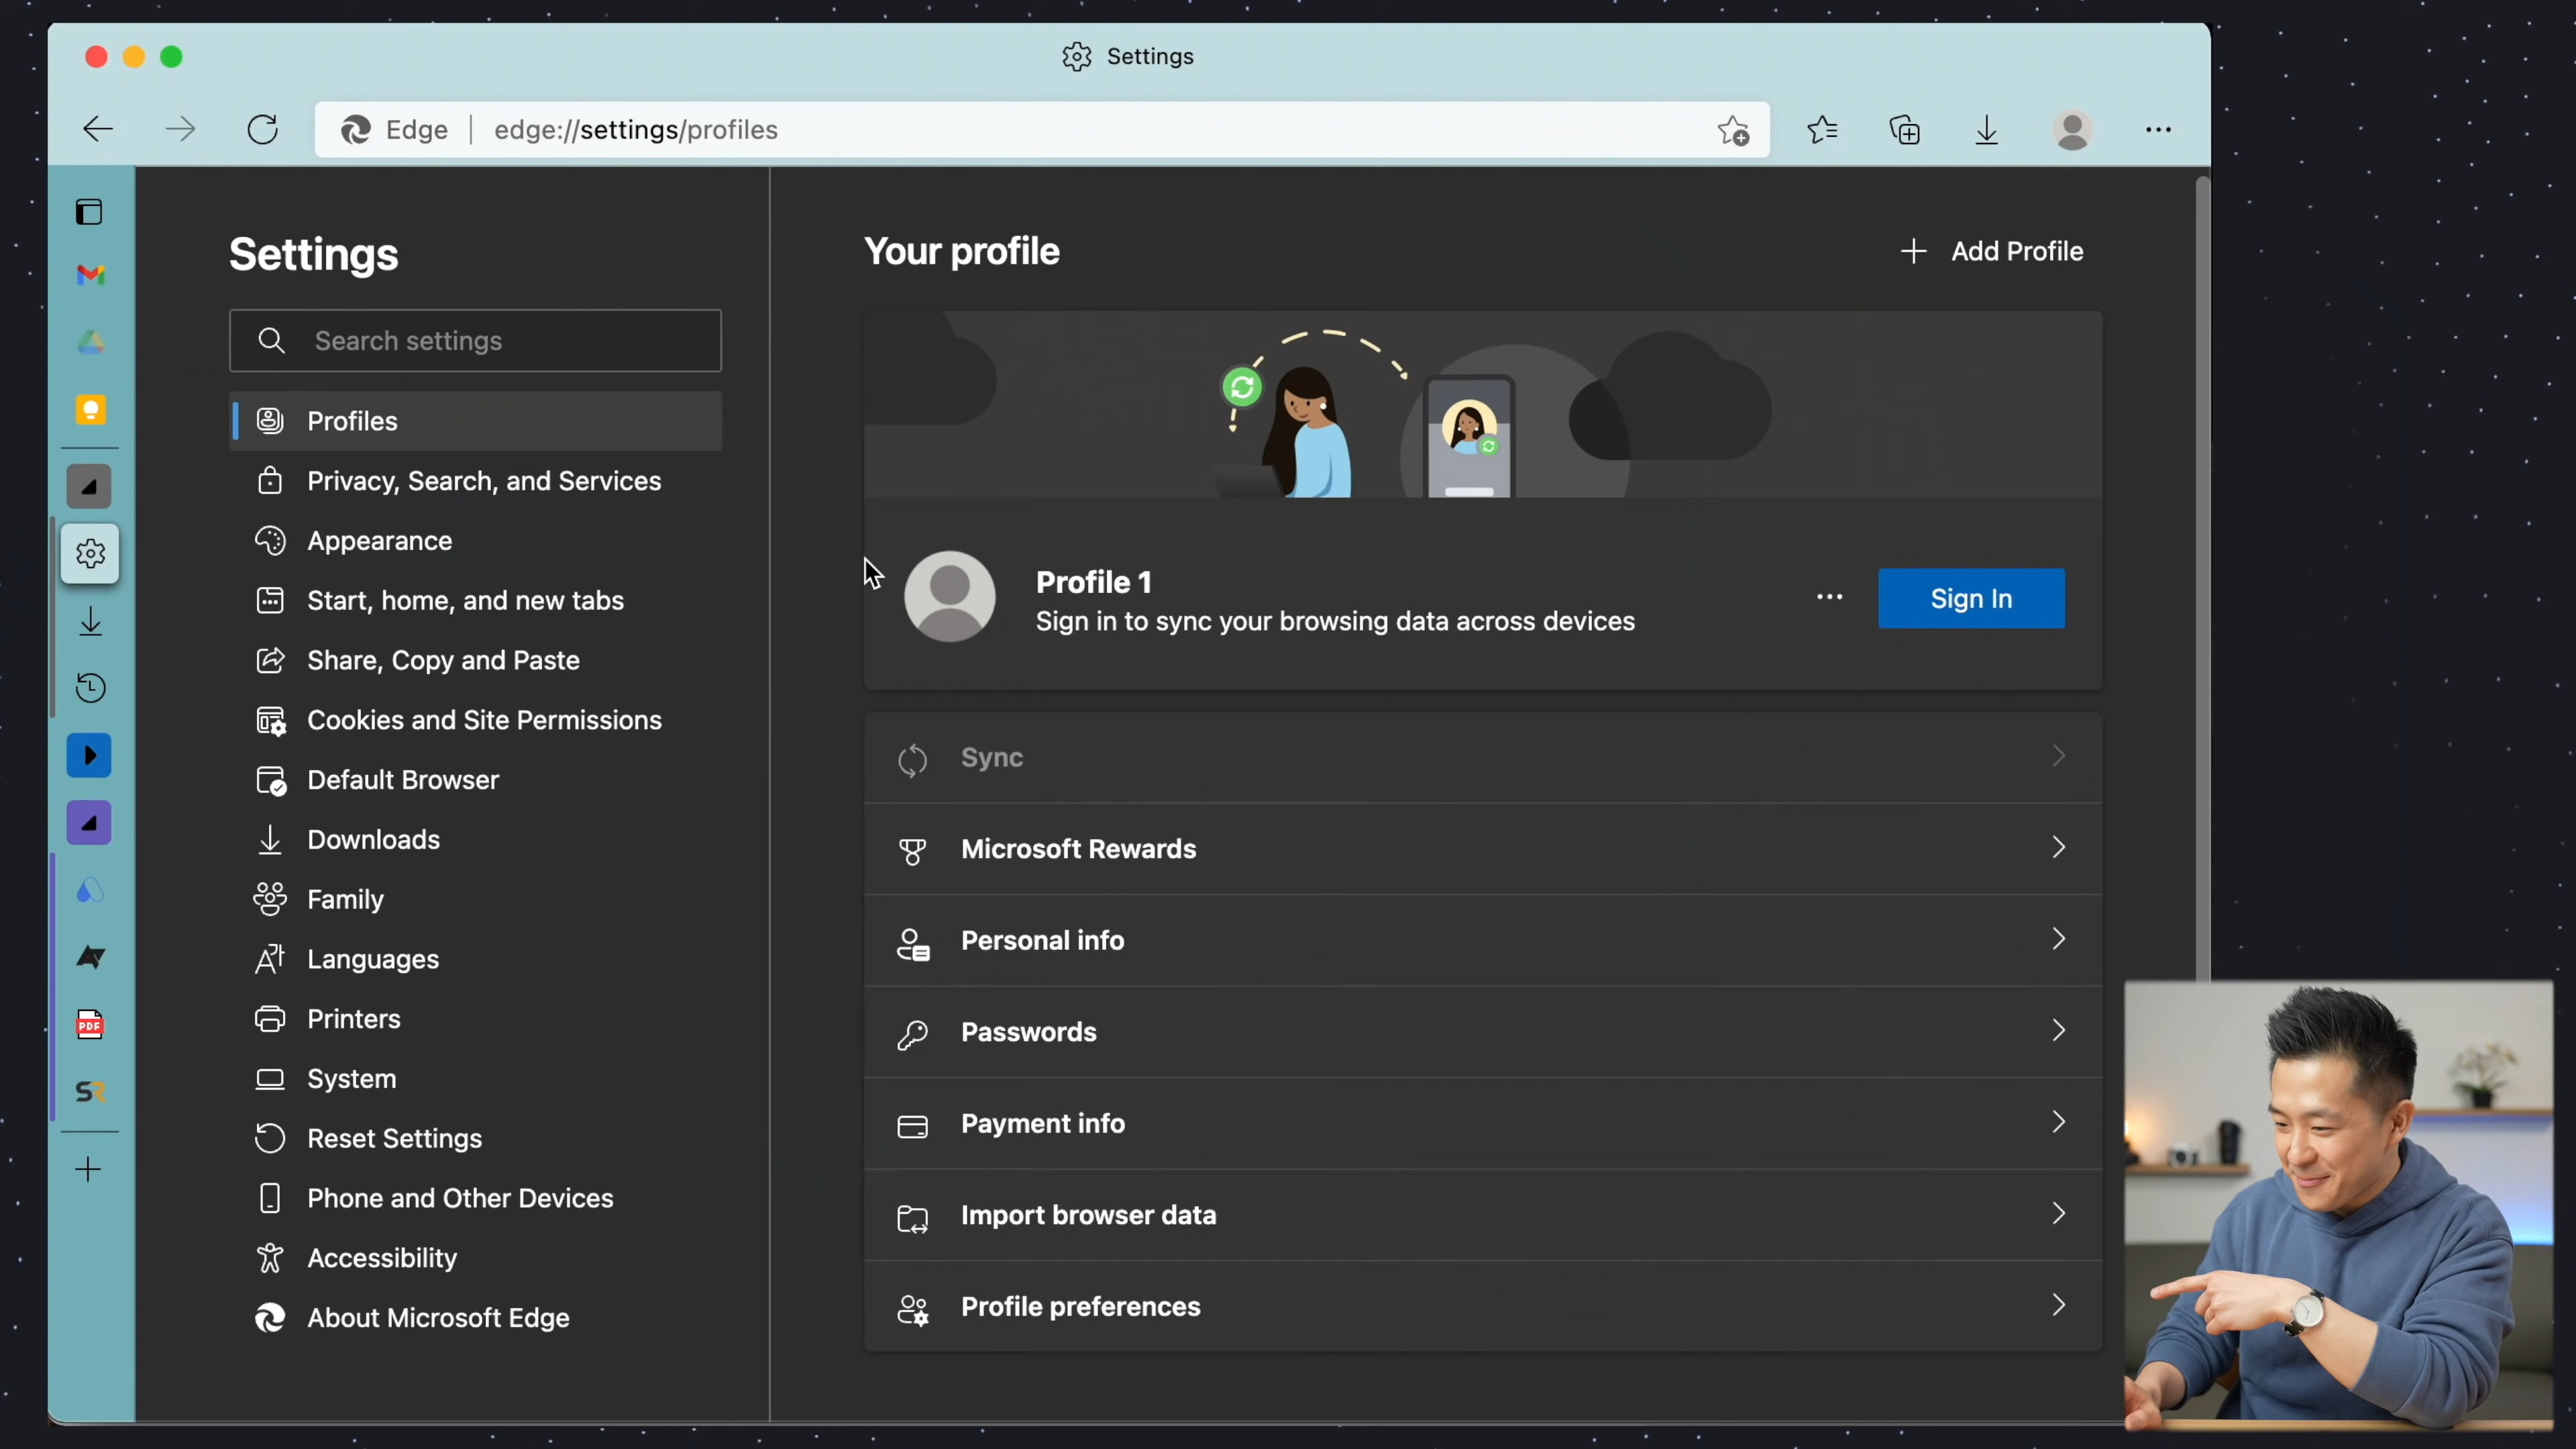 Settings
Edge | edge://settings/profiles
Settings
Search settings
Profiles
Privacy, Search, and Services
Appearance
Start, home, and new tabs
Share, Copy and Paste
Cookies and Site Permissions
Default Browser
Downloads
Family
Languages
Printers
System
Reset Settings
Phone and Other Devices
Accessibility
About Microsoft Edge
PDF
SR
Your profile
Add Profile
Profile 1
Sign in to sync your browsing data across devices
Sign In
Sync
Microsoft Rewards
Personal info
Passwords
Payment info
Import browser data
Profile preferences